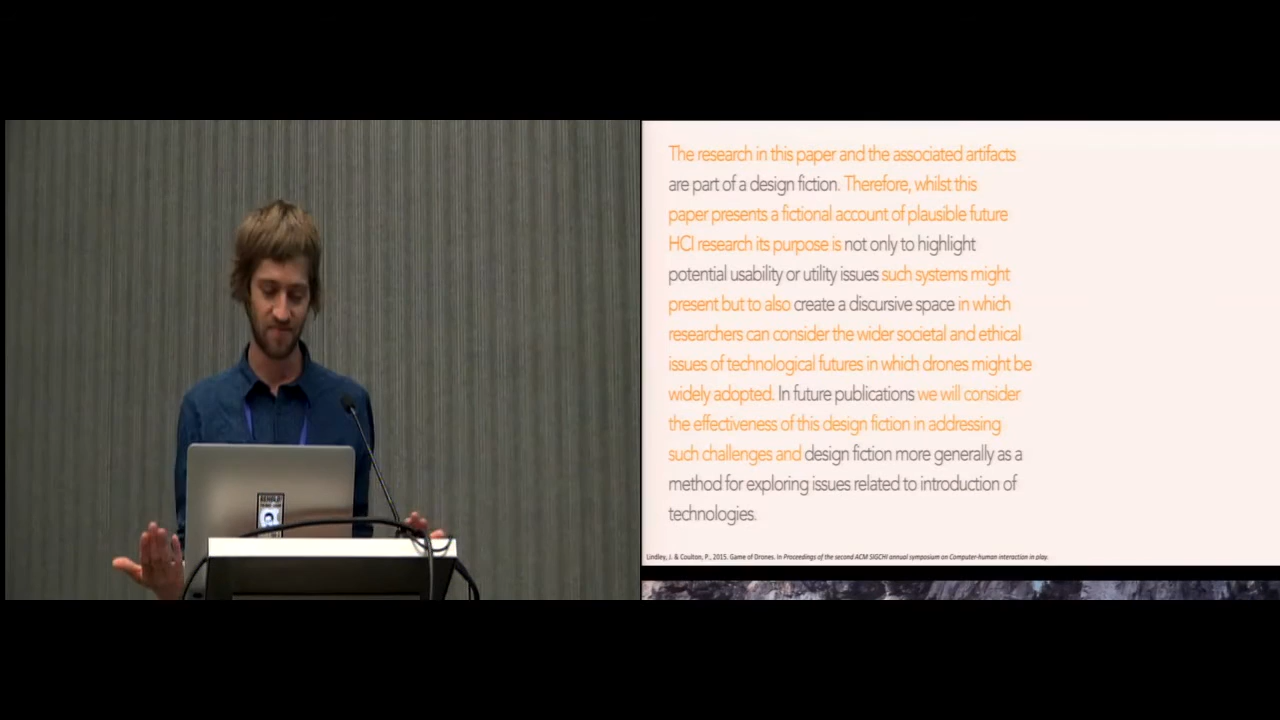 The research in this paper and the associated artifacts
are part of a design fiction. Therefore, whilst this
paper presents a fictional account of plausible future
HCI research its purpose is not only to highlight
potential usability or utility issues such systems might
present but to also create a discursive space in which
researchers can consider the wider societal and ethical
issues of technological futures in which drones might be
widely adopted. In future publications we will consider
the effectiveness of this design fiction in addressing
such challenges and design fiction more generally as a
method for exploring issues related to introduction of
technologies.
Lindley, J. & Coulton, P., 2015. Game of Drones. In Proceedings of the second ACM SIGCHI annual symposium on Computer-human interaction in play.